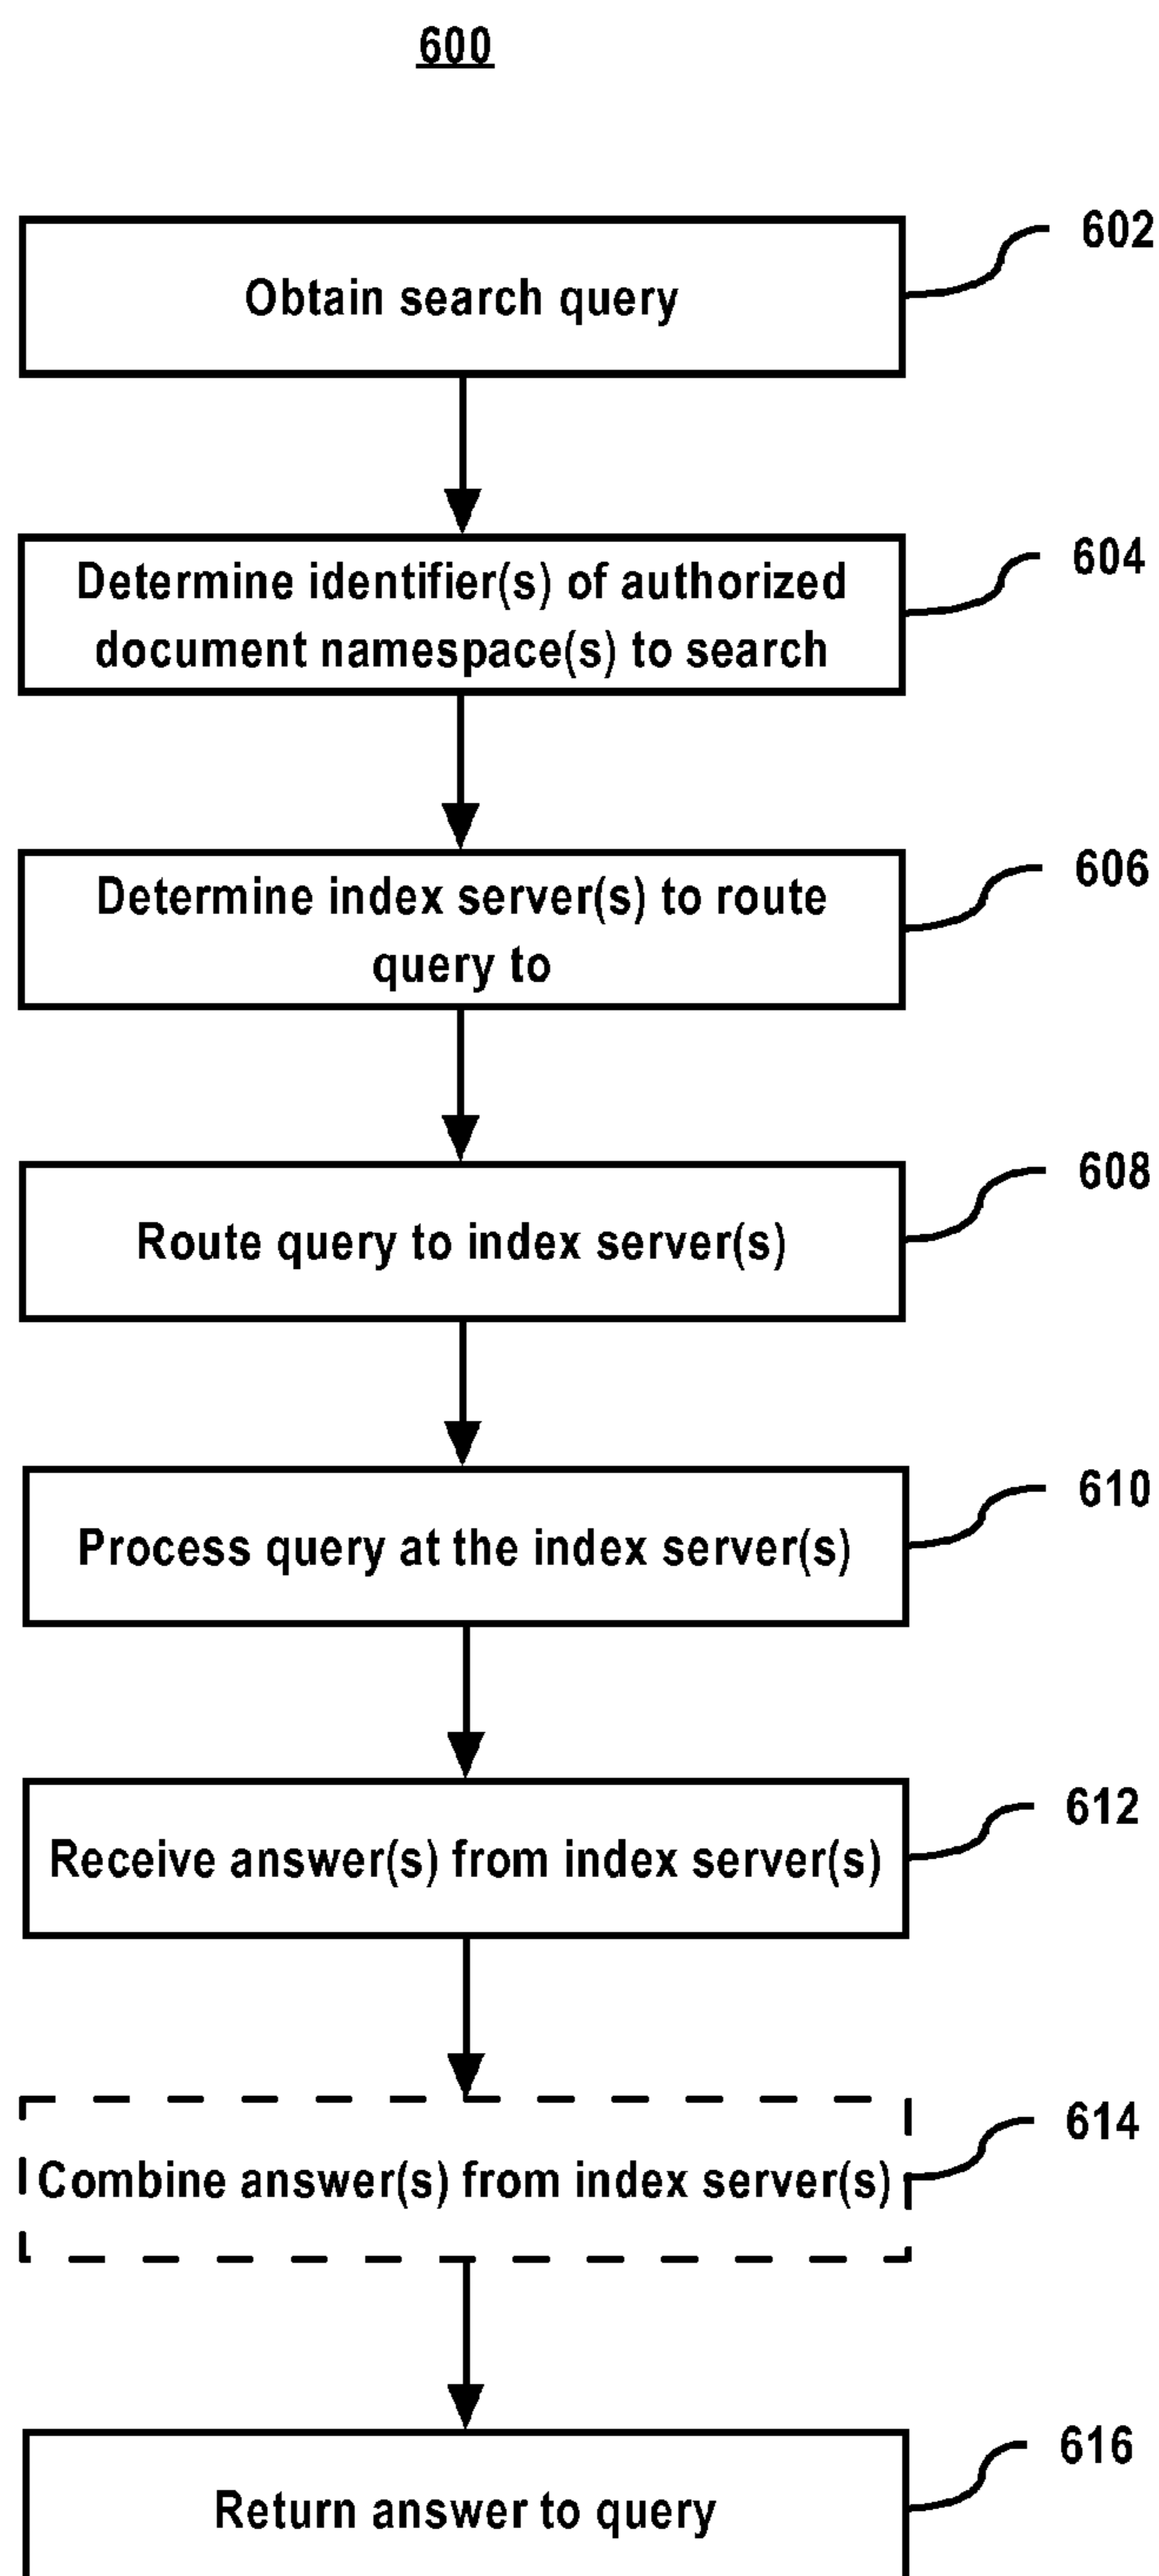 600
602
Obtain search query
604
Determine identifier(s) of authorized
document namespace(s) to search
606
Determine index server(s) to route
query to
608
Route query to index server(s)
610
Process query at the index server(s)
612
Receive answer(s) from index server(s)
614
Combine answer(s) from index server(s)
616
Return answer to query